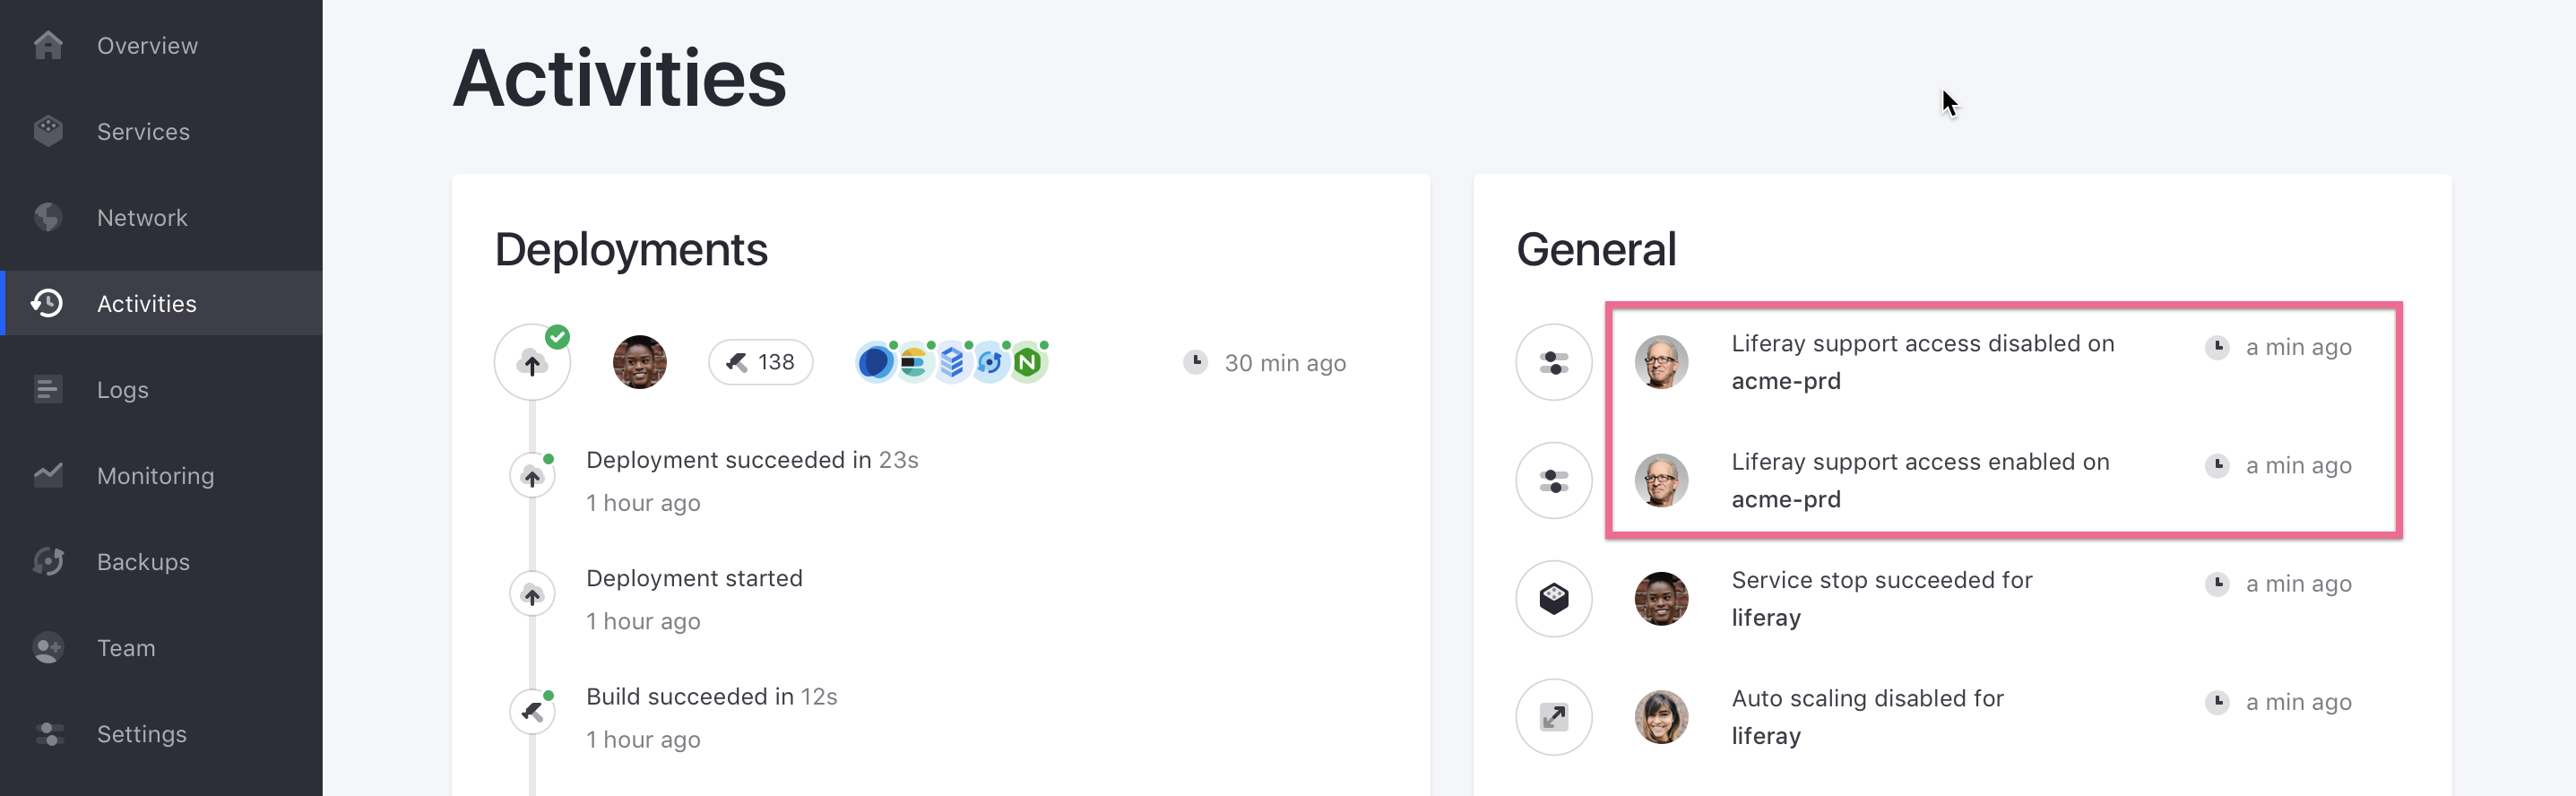 Overview
Services
Network
Activities
Logs
Monitoring
Backups
Team
Settings
Activities
Deployments
138
N
30 min ago
Deployment succeeded in 23s
1 hour ago
Deployment started
1 hour ago
Build succeeded in 12s
1 hour ago
General
Liferay support access disabled on
acme-prd
a min ago
Liferay support access enabled on
acme-prd
a min ago
Service stop succeeded for
liferay
a min ago
Auto scaling disabled for
liferay
a min ago